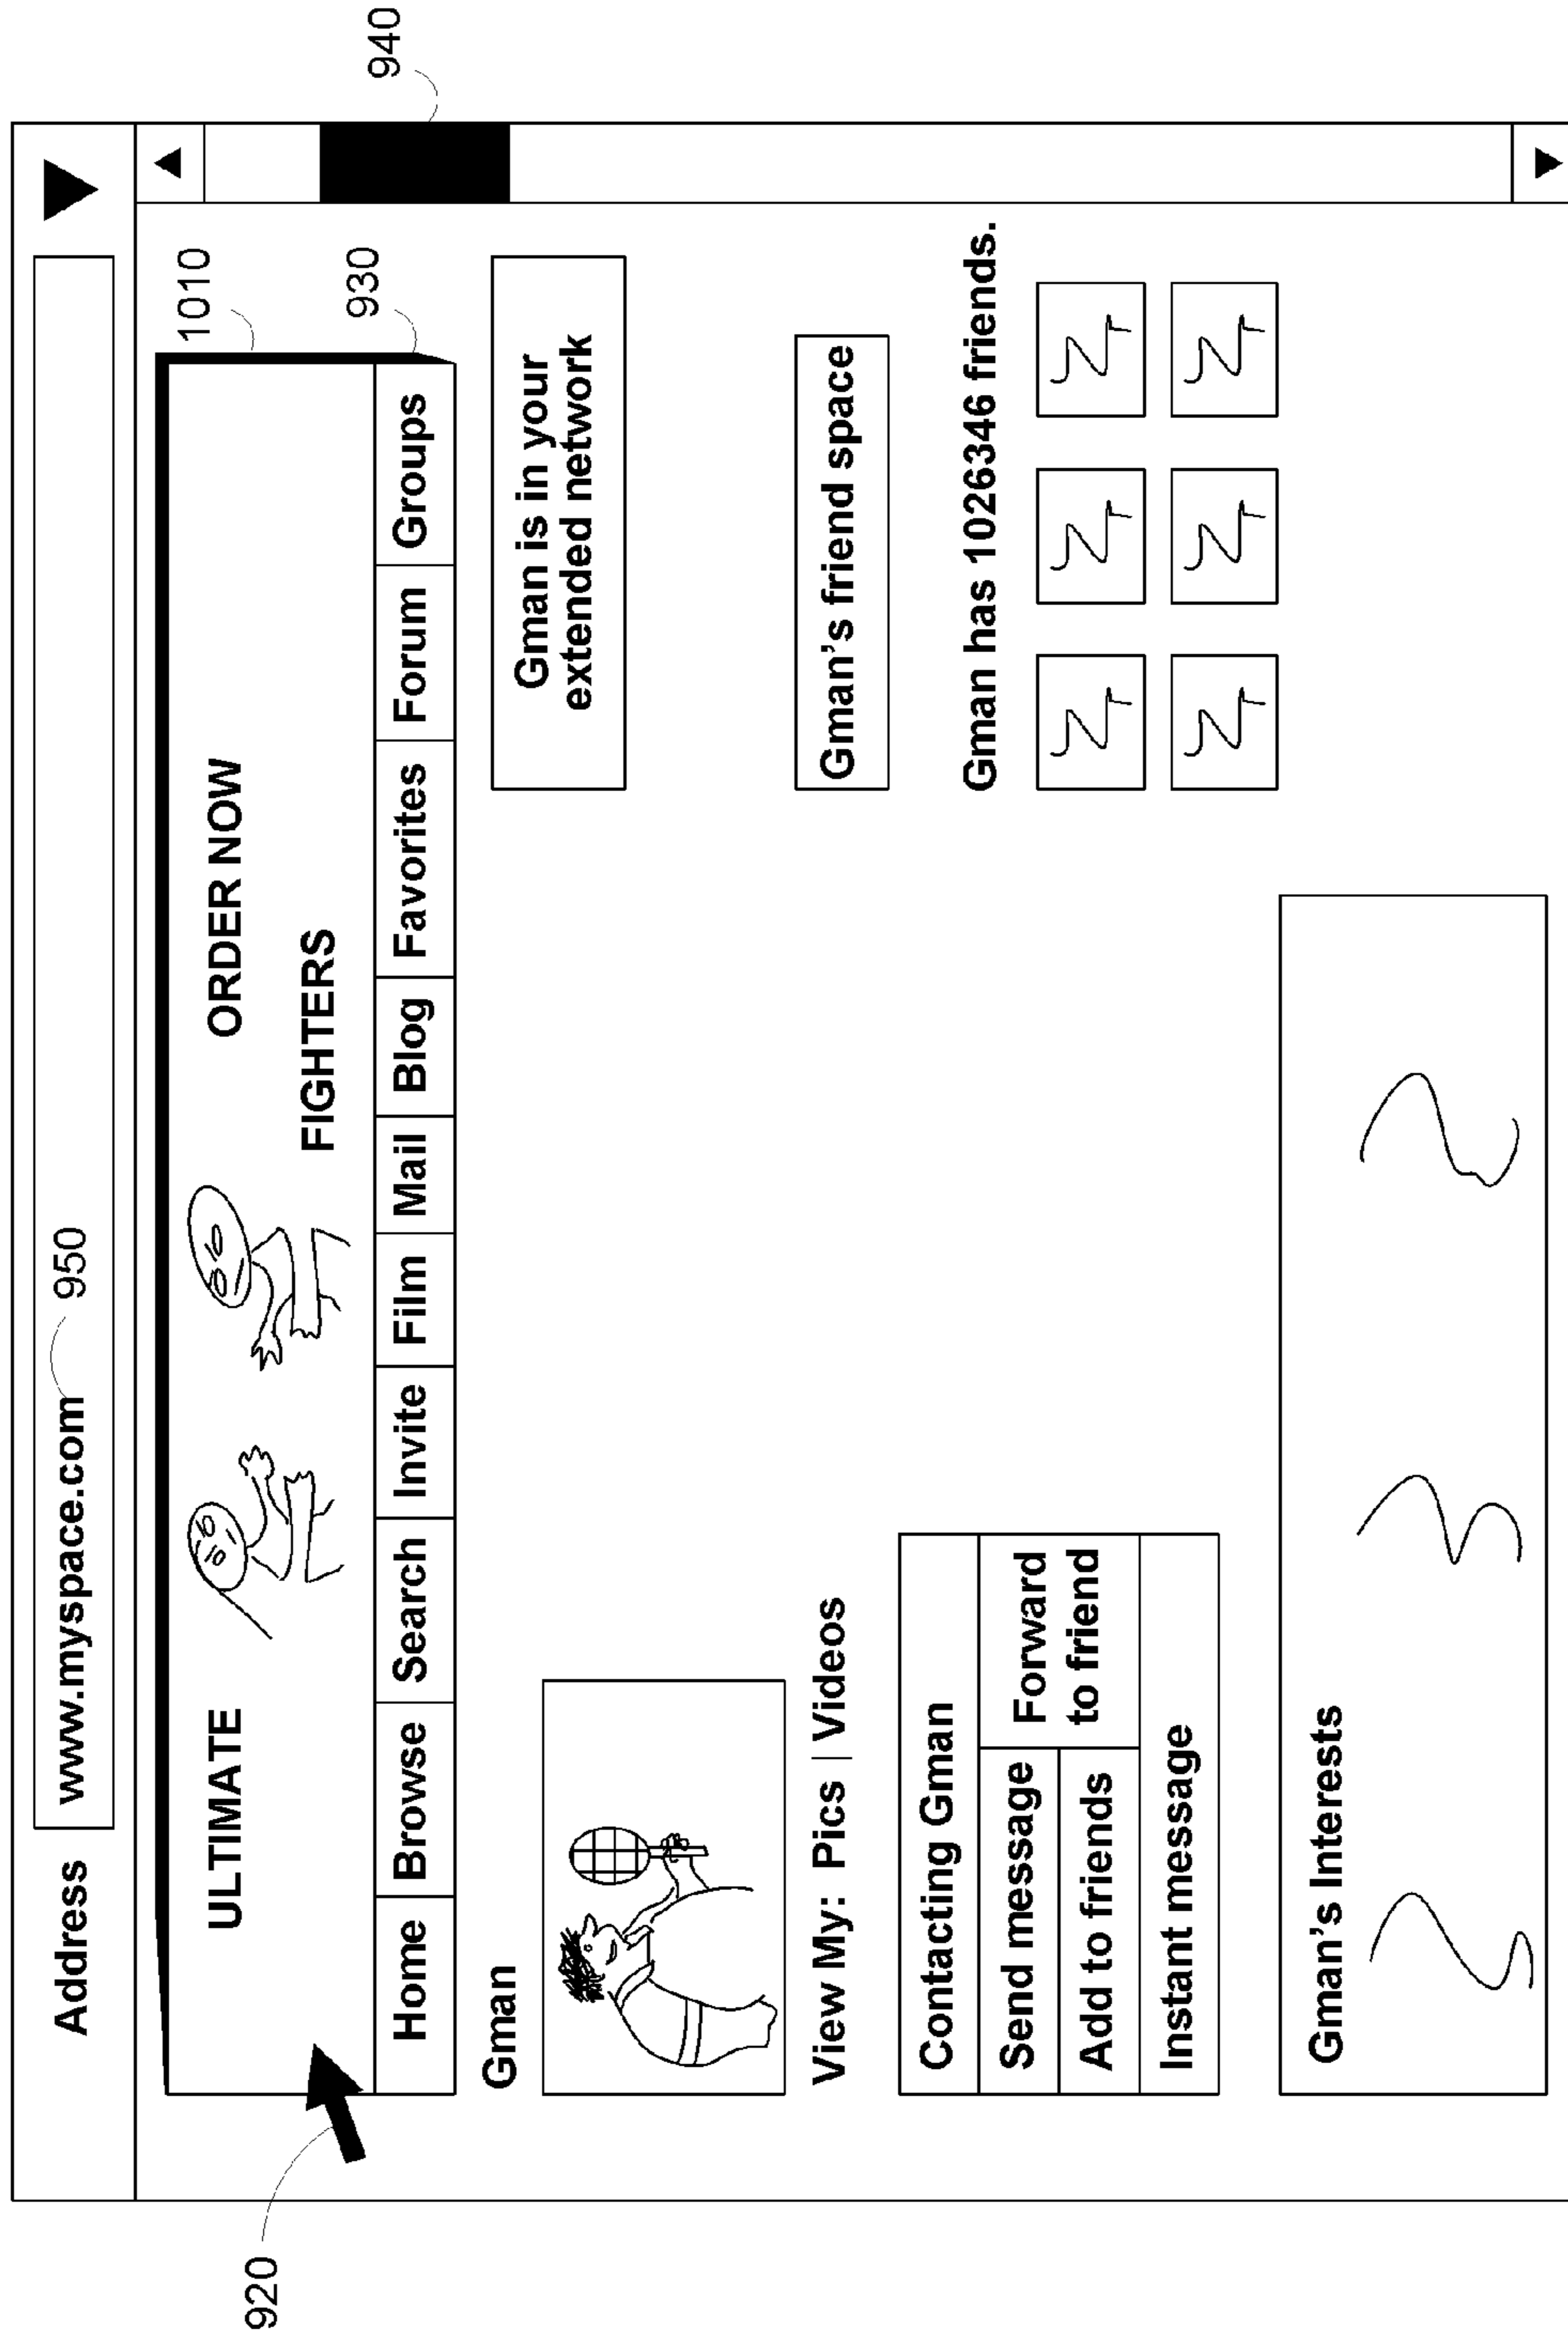 940
Address
www.myspace.com
950
1010
930
920
ULTIMATE
ORDER NOW
FIGHTERS
Home Browse Search Invite Film Mail Blog Favorites Forum Groups
Gman
Gman is in your
extended network
View My: Pics | Videos
Gman's friend space
Contacting Gman
Send message
Forward
to friend
Add to friends
Instant message
Gman has 1026346 friends.
Gman's Interests